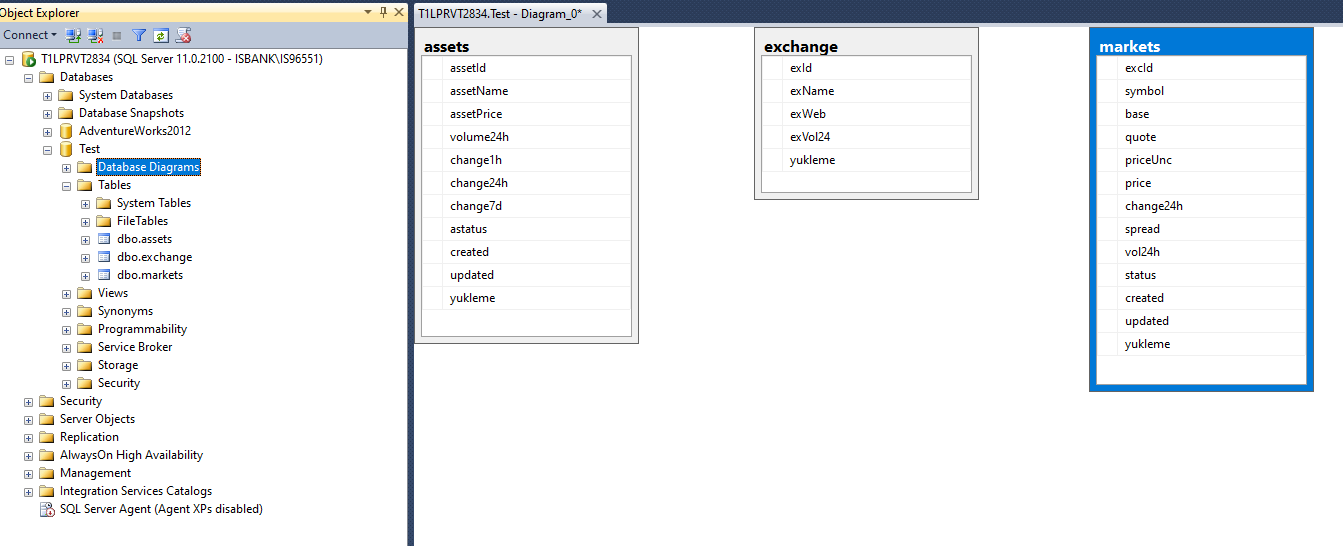 Object Explorer
Connect
T1LPRVT2834 (SQL Server 11.0.2100 - ISBANK\IS96551)
Databases
System Databases
Database Snapshots
AdventureWorks2012
Test
Database Diagrams
Tables
System Tables
FileTables
dbo.assets
dbo.exchange
dbo.markets
Views
Synonyms
Programmability
Service Broker
Storage
Security
Security
Server Objects
Replication
AlwaysOn High Availability
Management
Integration Services Catalogs
SQL Server Agent (Agent XPs disabled)
T1LPRVT2834.Test - Diagram_0*
assets
assetId
assetName
assetPrice
volume24h
change1h
change24h
change7d
astatus
created
updated
yukleme
exchange
exId
exName
exWeb
exVol24
yukleme
markets
excId
symbol
base
quote
priceUnc
price
change24h
spread
vol24h
status
created
updated
yukleme